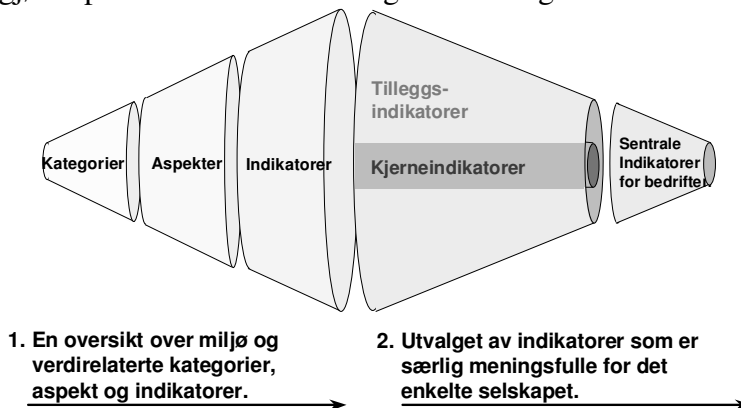 Tilleggs-
indikatorer
Kategorier
Aspekter
Indikatorer
Kjerneindikatorer
Sentrale
Indikatorer
for bedrifter
1. En oversikt over miljø og
verdirelaterte kategorier,
aspekt og indikatorer.
2. Utvalget av indikatorer som er
særlig meningsfulle for det
enkelte selskapet.